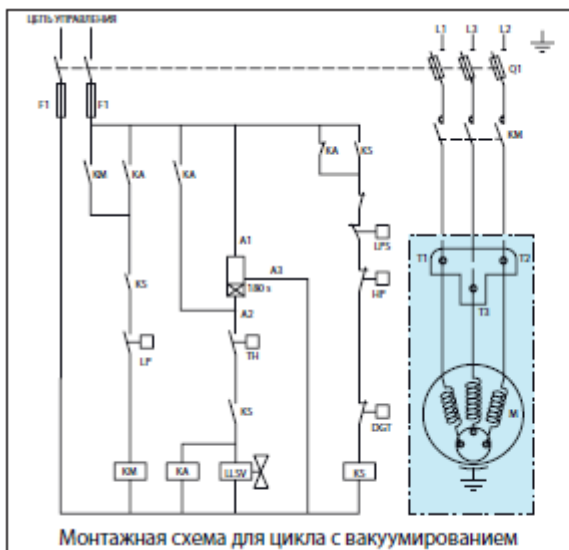 ЦЕПЬ УПРАВЛЕНИЯ
L1 L3 L2
F1 F1 Q1
KA KS KM
KM KA KA
LPS
A1
A3
180 s
HP
KS A2
LP TH
T1 T2
T3
KS
DGT
M
KM KA LLSV KS
Монтажная схема для цикла с вакуумированием